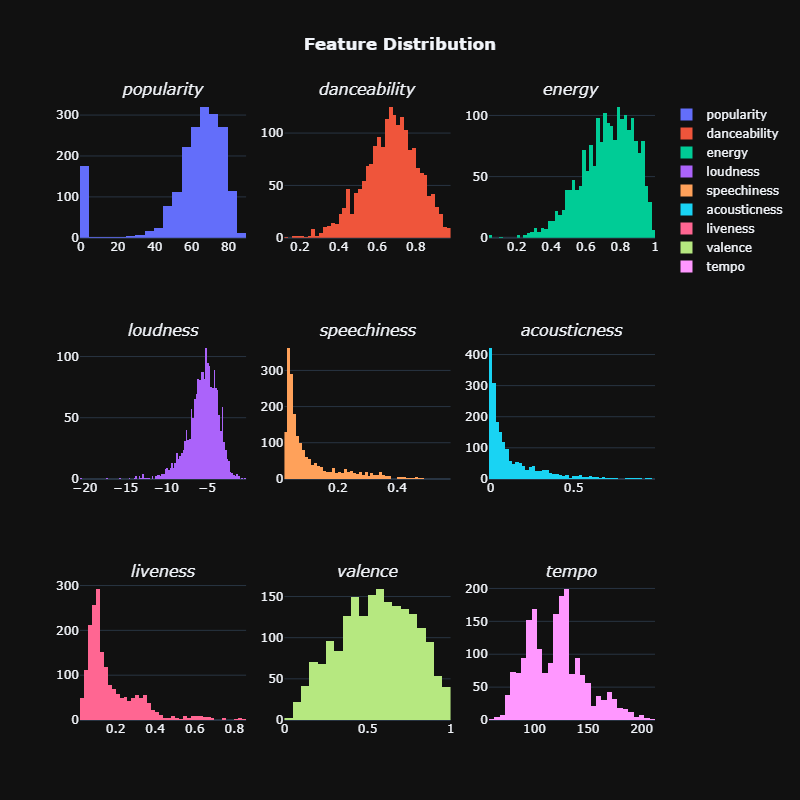 Feature Distribution
popularity
danceability
energy
300
200
100
0
0 20 40 60 80
100
50
0
0.2 0.4 0.6 0.8
100
50
0
0.2 0.4 0.6 0.8 1
popularity
danceability
energy
loudness
speechiness
acousticness
liveness
valence
tempo
loudness
speechiness
acousticness
100
50
0
−20 −15 −10 −5
300
200
100
0
0.2 0.4
400
300
200
100
0
0 0.5
liveness
valence
tempo
300
200
100
0
0.2 0.4 0.6 0.8
150
100
50
0
0 0.5 1
200
150
100
50
0
100 150 200